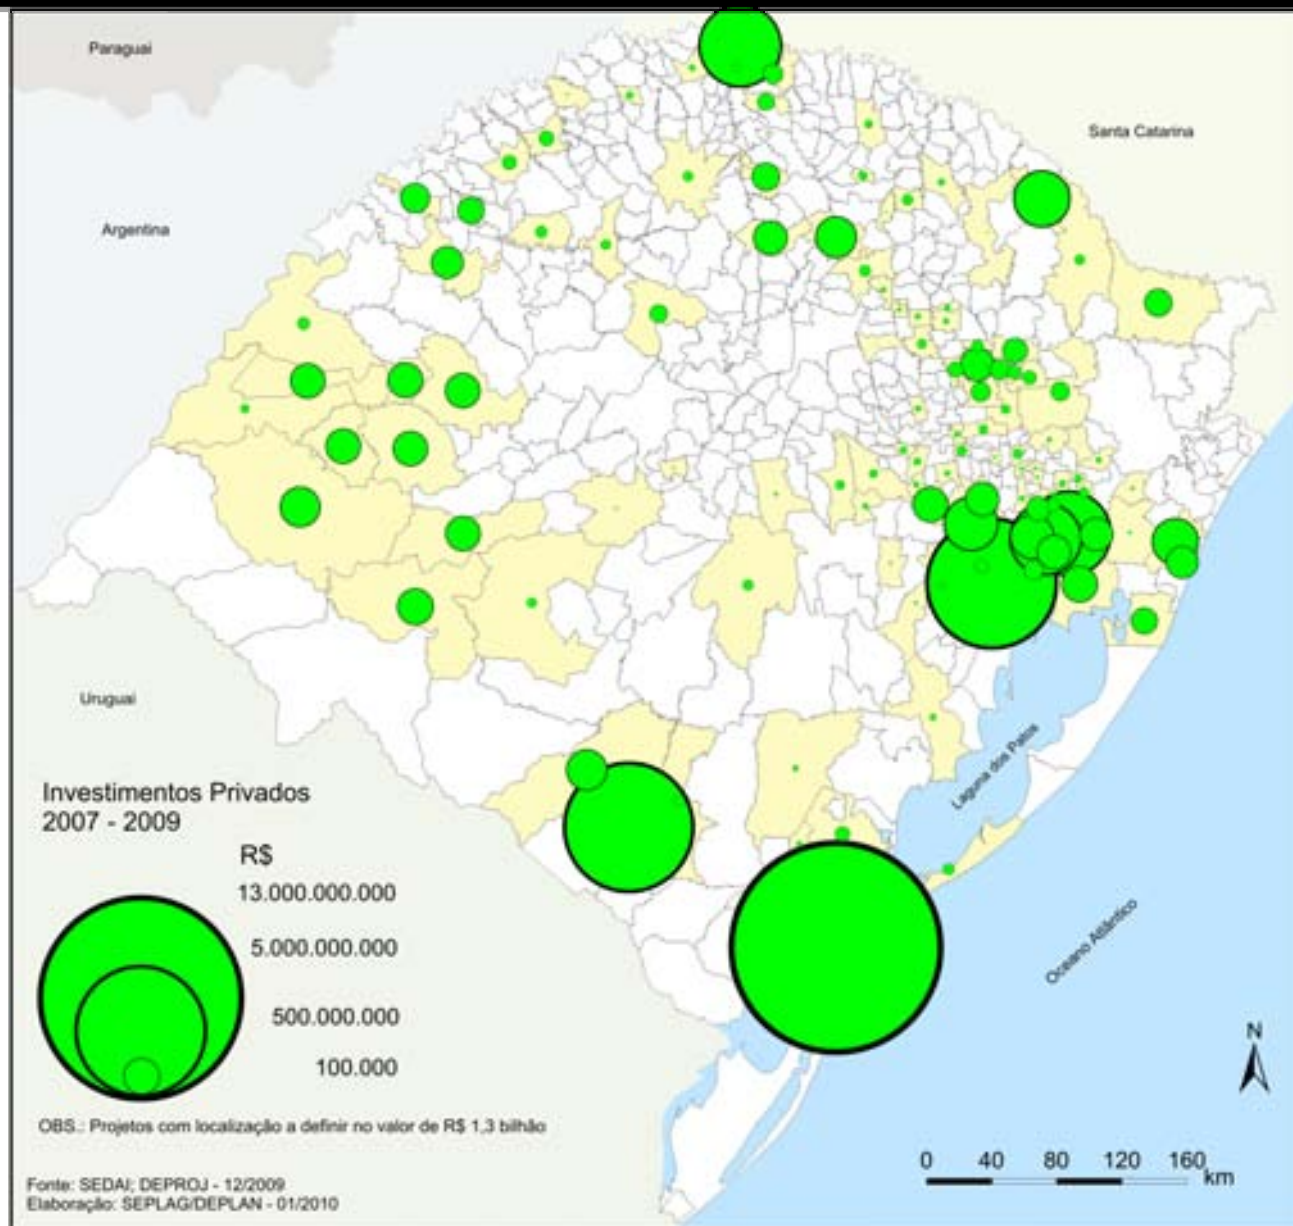 Paraguai
Santa Catarina
Argentina
Uruguai
Laguna dos Patos
Oceano Atlântico
Investimentos Privados
2007 - 2009
R$
13.000.000.000
5.000.000.000
500.000.000
100.000
OBS.: Projetos com localização a definir no valor de R$ 1,3 bilhão
Fonte: SEDAI; DEPROJ - 12/2009
Elaboração: SEPLAG/DEPLAN - 01/2010
N
0 40 80 120 160
km